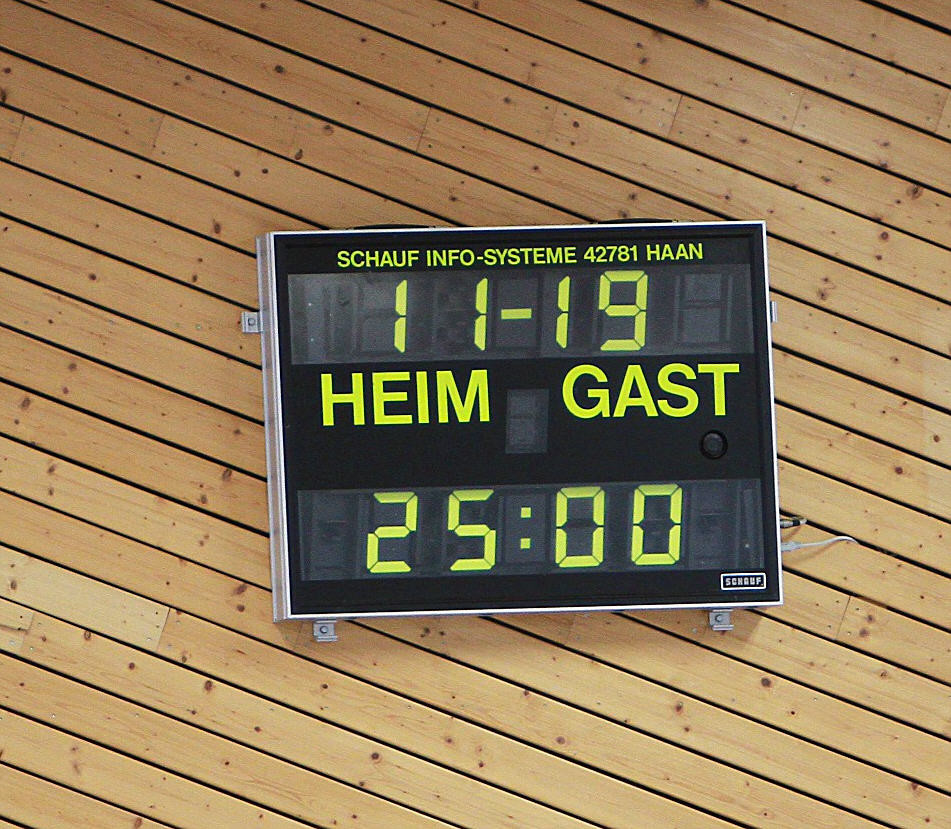 SCHAUF INFO-SYSTEME 42781 HAAN
11-19
HEIM GAST
25:00
SCHAUF